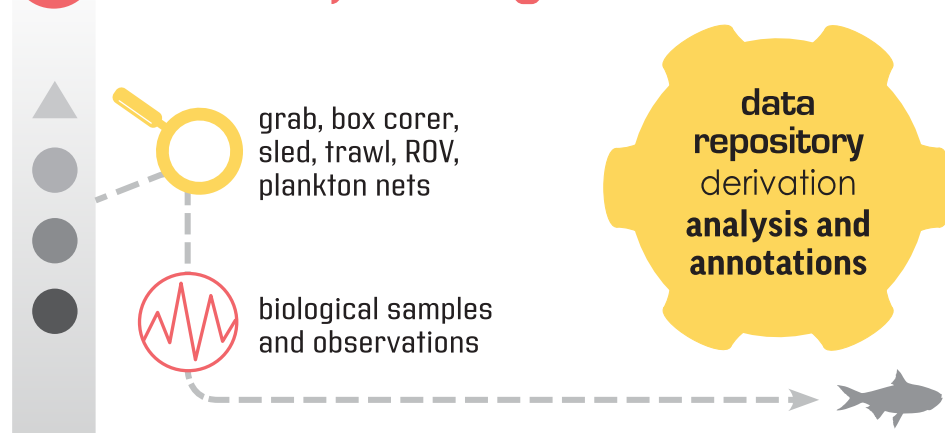 grab, box corer,
sled, trawl, ROV,
plankton nets
data
repository
derivation
analysis and
annotations
biological samples
and observations